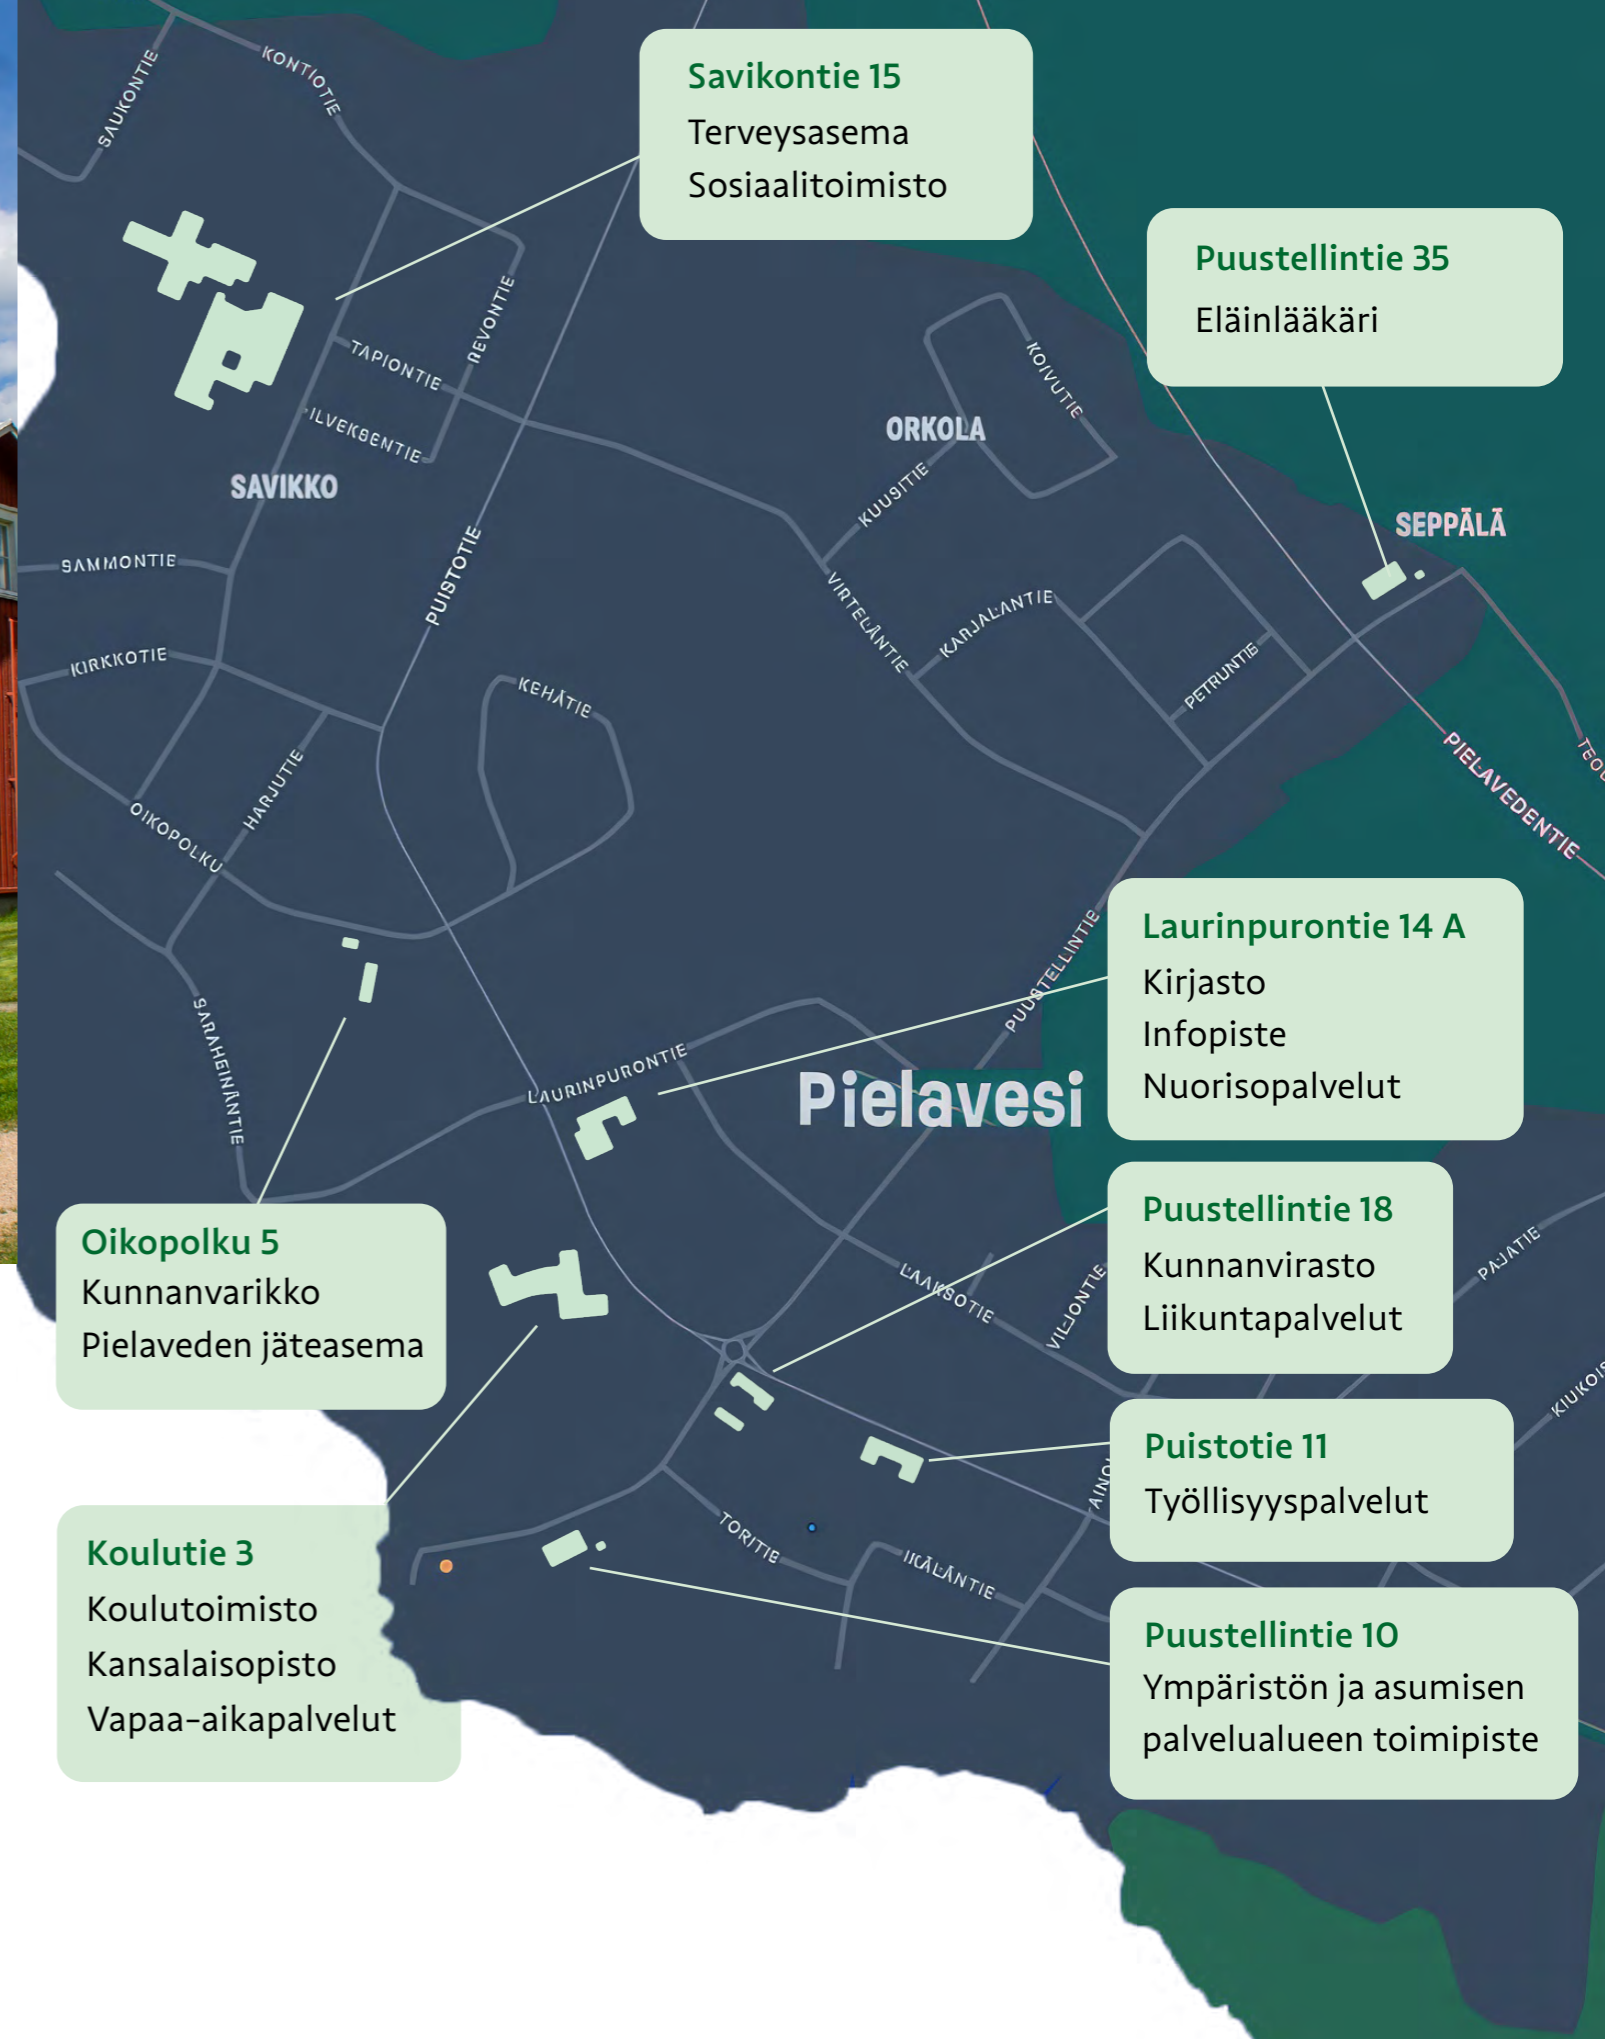 SAUKONTIE
KONTIOTIE
Savikontie 15
Terveysasema
Sosiaalitoimisto
Puustellintie 35
Eläinlääkäri
REVONTIE
TAPIONTIE
ILVEKSENTIE
KOIVUTIE
ORKOLA
KUUSITIE
SAVIKKO
SEPPÄLÄ
SAMMONTIE
PUISTOTIE
VIRTELÄNTIE
KARJALANTIE
KIRKKOTIE
PETRUNTIE
KEHÄTIE
HARJUTIE
OIKOPOLKU
PIELAVEDENTIE
PUUSTELLINTIE
Laurinpurontie 14 A
Kirjasto
Infopiste
Nuorisopalvelut
SARAHEINÄNTIE
LAURINPURONTIE
Pielavesi
Oikopolku 5
Kunnanvarikko
Pielaveden jäteasema
Puustellintie 18
Kunnanvirasto
Liikuntapalvelut
LAAKSOTIE
VILJONTIE
PAJATIE
Puistotie 11
Työllisyyspalvelut
TORITIE
IKÄLÄNTIE
Koulutie 3
Koulutoimisto
Kansalaisopisto
Vapaa-aikapalvelut
Puustellintie 10
Ympäristön ja asumisen
palvelualueen toimipiste